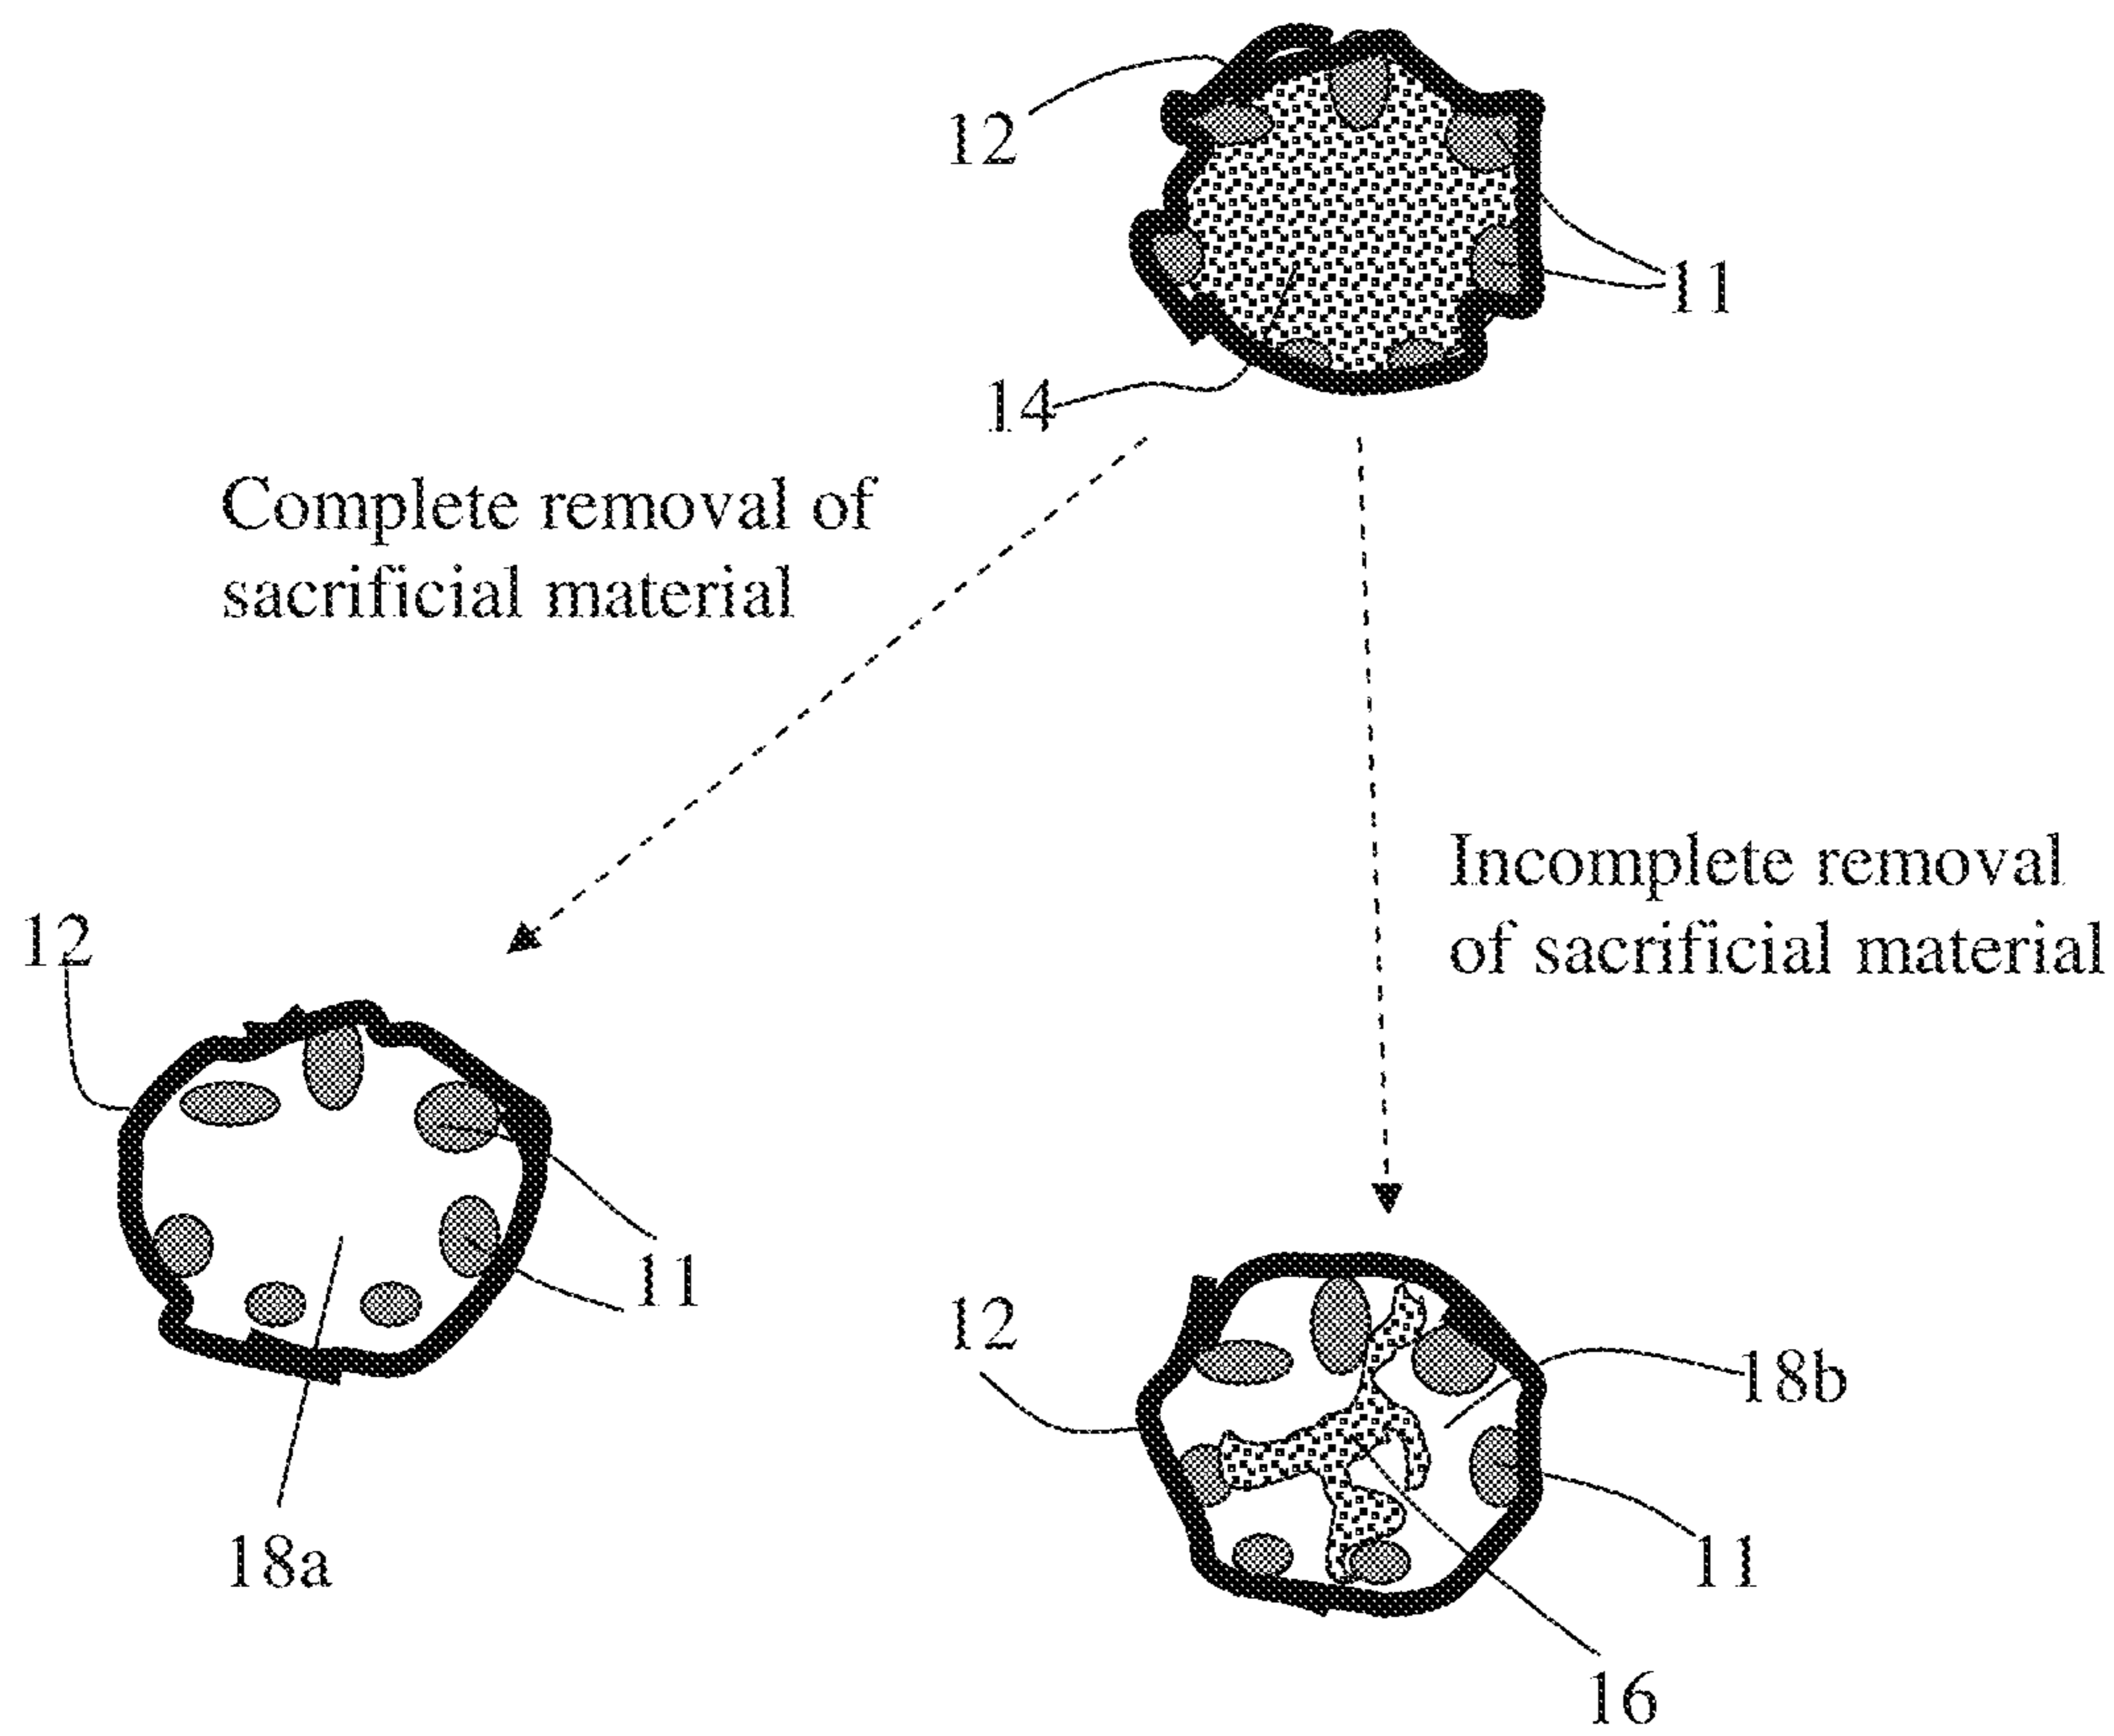 12
11
14
Complete removal of
sacrificial material
Incomplete removal
of sacrificial material
12
11
18a
12
18b
11
16